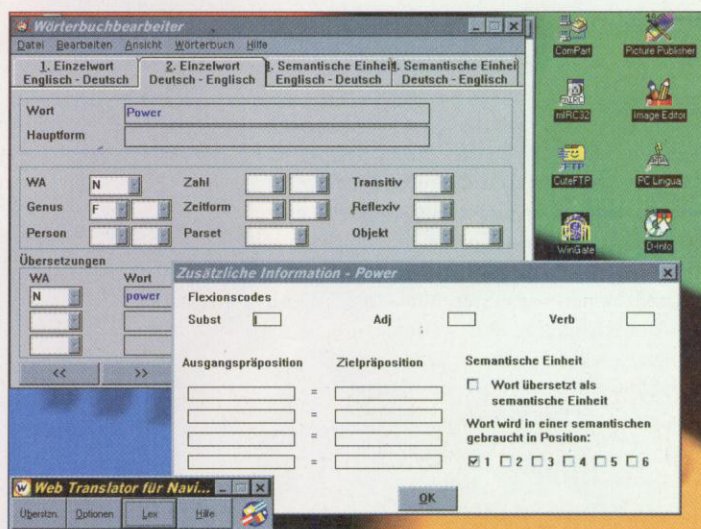 Wörterbuchbearbeiter
Datei Bearbeiten Ansicht Wörterbuch Hilfe
1. Einzelwort Englisch - Deutsch
2. Einzelwort Deutsch - Englisch
3. Semantische Einhei Englisch - Deutsch
4. Semantische Einhei Deutsch - Englisch
Wort Power
Hauptform
WA N Zahl Transitiv
Genus F Zeitform Reflexiv
Person Parset Objekt
Übersetzungen
WA Wort
N power
<< >>
Zusätzliche Information - Power
Flexionscodes
Subst Adj Verb
Ausgangspräposition Zielpräposition
=
=
=
=
Semantische Einheit
Wort übersetzt als
semantische Einheit
Wort wird in einer semantischen
gebraucht in Position:
1 2 3 4 5 6
OK
Web Translator für Navi...
Überstzn. Optionen Lex Hilfe
ComPart
Picture Publisher
mIRC32
Image Editor
FTP
CuteFTP
PC Lingua
WinGate
D-Info